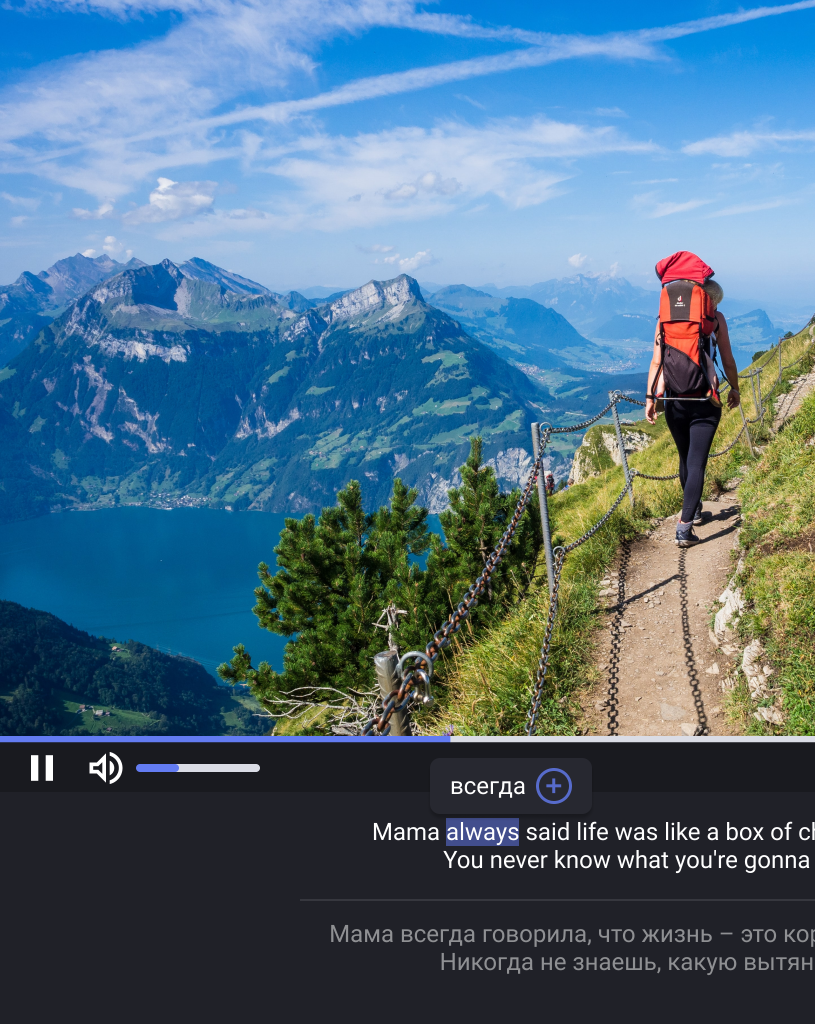 всегда
Mama always said life was like a box of
You never know what you're gonna
Мама всегда говорила, что жизнь – это
Никогда не знаешь, какую